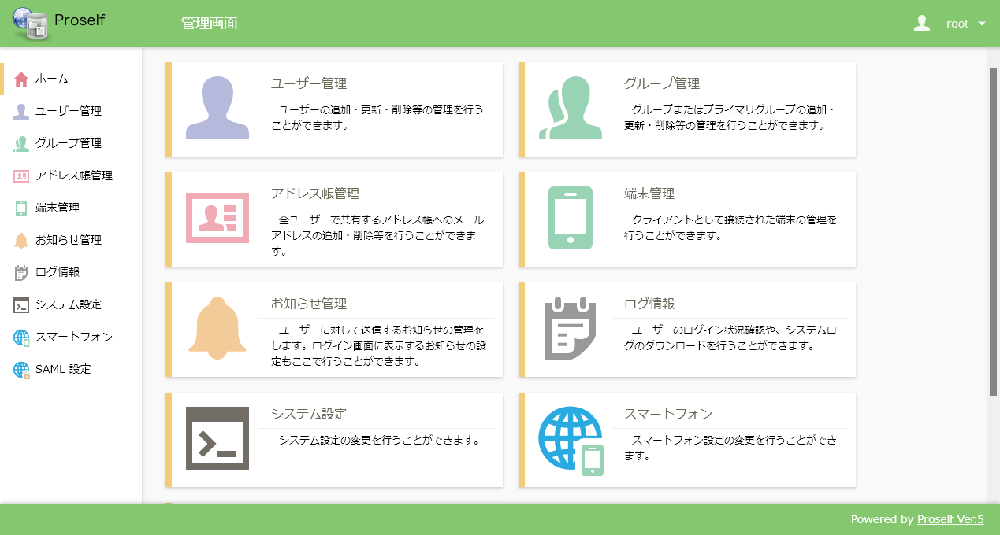 Proself
管理画面
root
ホーム
ユーザー管理
グループ管理
アドレス帳管理
端末管理
お知らせ管理
ログ情報
システム設定
スマートフォン
SAML 設定
ユーザー管理
ユーザーの追加・更新・削除等の管理を行う
ことができます。
グループ管理
グループまたはプライマリグループの追加・
更新・削除等の管理を行うことができます。
アドレス帳管理
全ユーザーで共有するアドレス帳へのメール
アドレスの追加・削除等を行うことができま
す。
端末管理
クライアントとして接続された端末の管理を
行うことができます。
お知らせ管理
ユーザーに対して送信するお知らせの管理を
します。ログイン画面に表示するお知らせの設
定もここで行うことができます。
ログ情報
ユーザーのログイン状況確認や、システムロ
グのダウンロードを行うことができます。
システム設定
システム設定の変更を行うことができます。
スマートフォン
スマートフォン設定の変更を行うことができ
ます。
Powered by Proself Ver.5